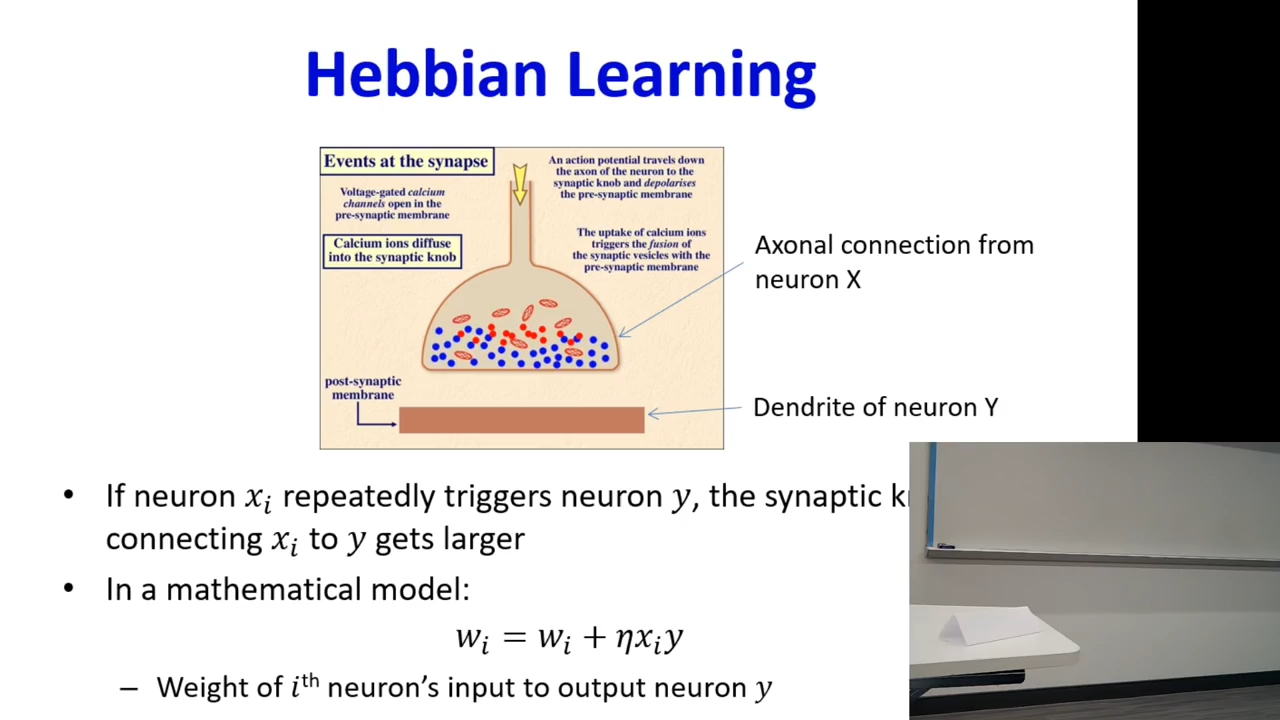 Hebbian Learning
Events at the synapse
An action potential travels down
the axon of the neuron to the
synaptic knob and depolarises
the pre-synaptic membrane
Voltage-gated calcium
channels open in the
pre-synaptic membrane
Calcium ions diffuse
into the synaptic knob
The uptake of calcium ions
triggers the fusion of
the synaptic vesicles with the
pre-synaptic membrane
Axonal connection from
neuron X
post-synaptic
membrane
Dendrite of neuron Y
• If neuron xᵢ repeatedly triggers neuron y, the synaptic
connecting xᵢ to y gets larger
• In a mathematical model:
wᵢ = wᵢ + ηxᵢy
– Weight of iᵗʰ neuron's input to output neuron y